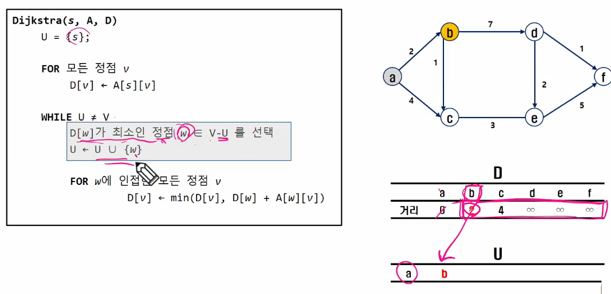 Dijkstra(s, A, D)
U = {s};
FOR 모든 정점 v
D[v] ← A[s][v]
WHILE U ≠ V
D[w]가 최소인 정점 w ∈ V-U 를 선택
U ← U ∪ {w}
FOR w에 인접한 모든 정점 v
D[v] ← min(D[v], D[w] + A[w][v])
b 7 d
2 1
a 1 2 f
4 5
c 3 e
D
a b c d e f
거리 0 2 4 ∞ ∞ ∞
U
a b